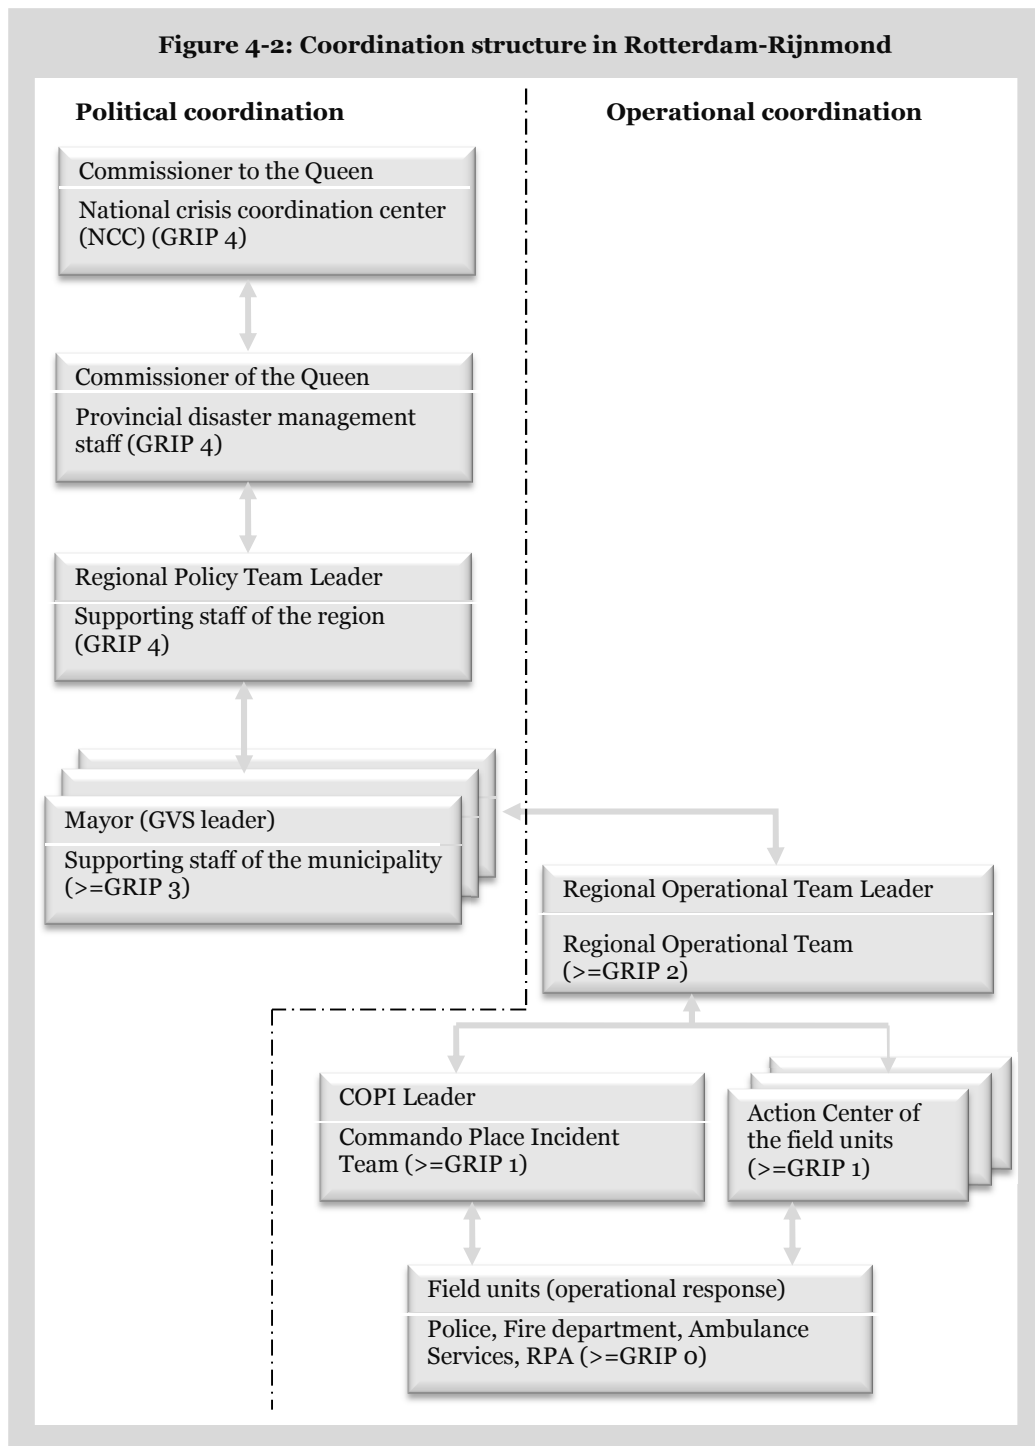 Figure 4-2: Coordination structure in Rotterdam-Rijnmond
Political coordination
Operational coordination
Commissioner to the Queen
National crisis coordination center
(NCC) (GRIP 4)
Commissioner of the Queen
Provincial disaster management
staff (GRIP 4)
Regional Policy Team Leader
Supporting staff of the region
(GRIP 4)
Mayor (GVS leader)
Supporting staff of the municipality
(>=GRIP 3)
Regional Operational Team Leader
Regional Operational Team
(>=GRIP 2)
COPI Leader
Commando Place Incident
Team (>=GRIP 1)
Action Center of
the field units
(>=GRIP 1)
Field units (operational response)
Police, Fire department, Ambulance
Services, RPA (>=GRIP 0)